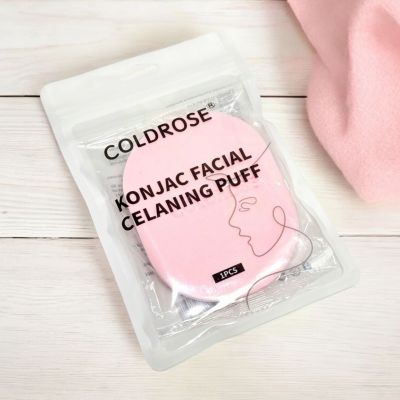 COLDROSE®
KONJAC FACIAL
CELANING PUFF
1PCS